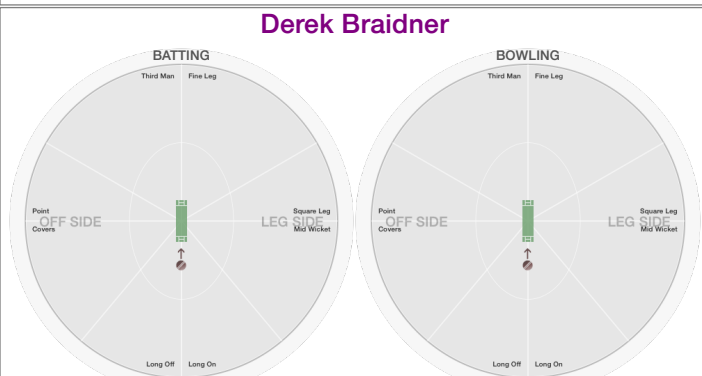 Derek Braidner
BATTING
Third Man
Fine Leg
Point
OFF SIDE
Covers
Square Leg
LEG SIDE
Mid Wicket
Long Off
Long On
BOWLING
Third Man
Fine Leg
Point
OFF SIDE
Covers
Square Leg
LEG SIDE
Mid Wicket
Long Off
Long On